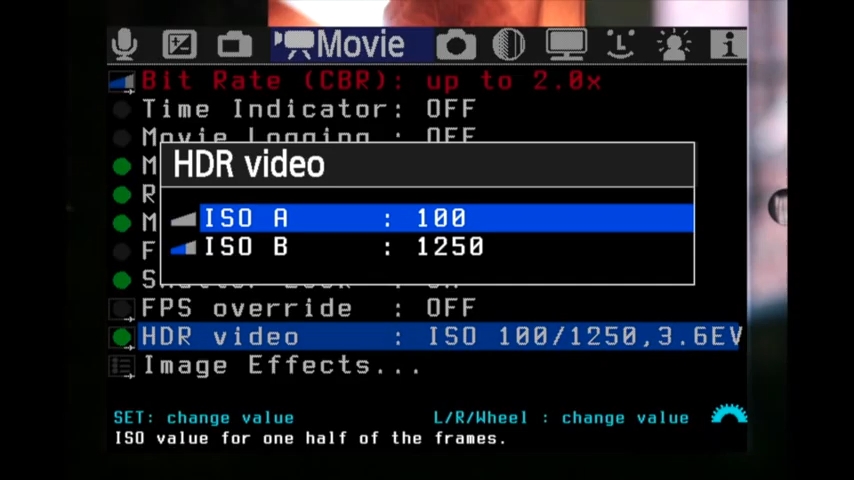 Movie
Bit Rate (CBR): up to 2.0x
Time Indicator: OFF
Movie Logging : OFF
M
HDR video
R
ISO A : 100
M
ISO B : 1250
F
FPS override : OFF
HDR video : ISO 100/1250,3.6EV
Image Effects...
SET: change value L/R/Wheel : change value
ISO value for one half of the frames.